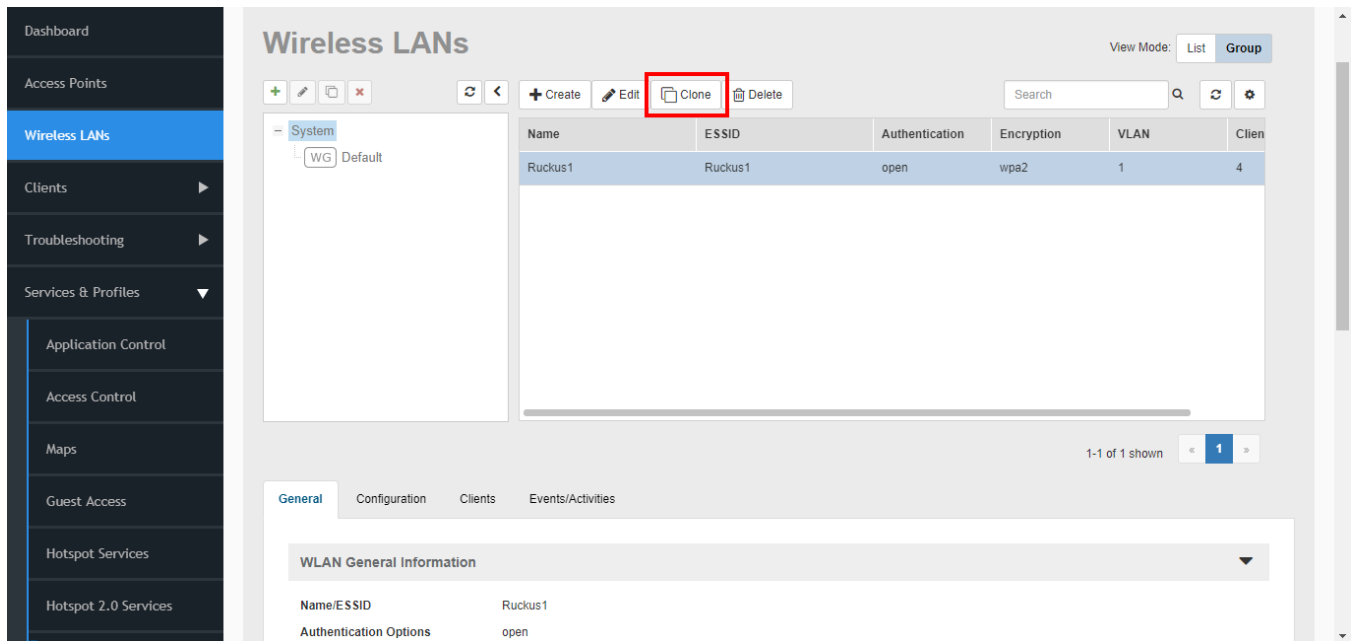 Dashboard
Access Points
Wireless LANs
Clients
Troubleshooting
Services & Profiles
Application Control
Access Control
Maps
Guest Access
Hotspot Services
Hotspot 2.0 Services
Wireless LANs
View Mode: List Group
Create Edit Clone Delete
Search
System
WG Default
Name ESSID Authentication Encryption VLAN Clien
Ruckus1 Ruckus1 open wpa2 1 4
1-1 of 1 shown « 1 »
General Configuration Clients Events/Activities
WLAN General Information
Name/ESSID Ruckus1
Authentication Options open